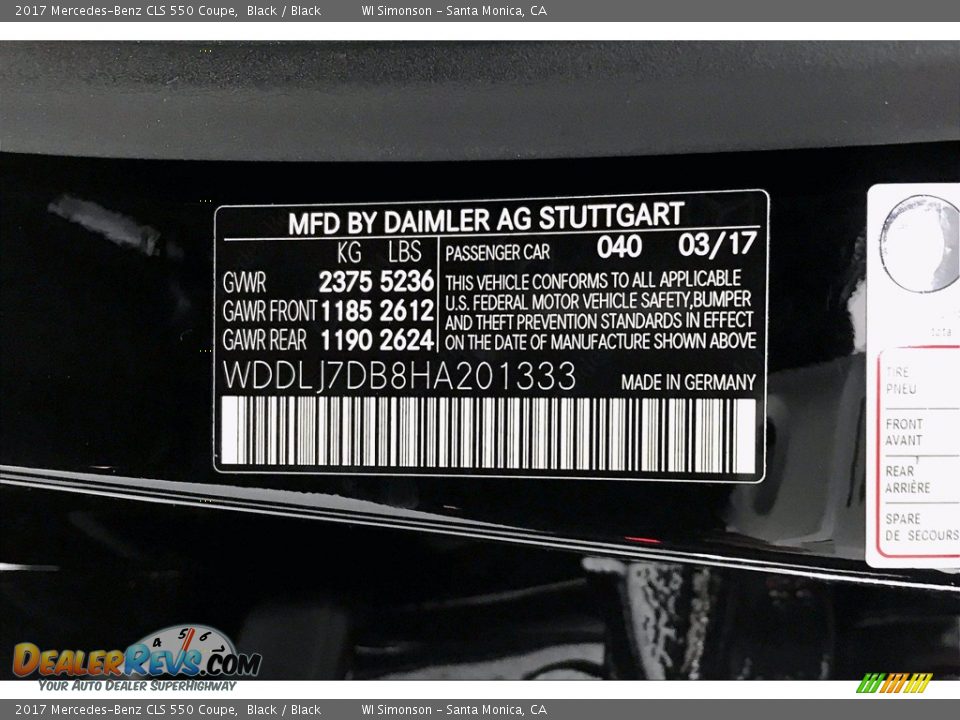 2017 Mercedes-Benz CLS 550 Coupe, Black / Black WI Simonson - Santa Monica, CA
MFD BY DAIMLER AG STUTTGART
KG LBS
GVWR 2375 5236
GAWR FRONT 1185 2612
GAWR REAR 1190 2624
PASSENGER CAR 040 03/17
THIS VEHICLE CONFORMS TO ALL APPLICABLE
U.S. FEDERAL MOTOR VEHICLE SAFETY,BUMPER
AND THEFT PREVENTION STANDARDS IN EFFECT
ON THE DATE OF MANUFACTURE SHOWN ABOVE
WDDLJ7DB8HA201333 MADE IN GERMANY
TIRE
PNEU
FRONT
AVANT
REAR
ARRIÈRE
SPARE
DE SECOURS
4 5 6
DEALERREVS.COM
YOUR AUTO DEALER SUPERHIGHWAY
2017 Mercedes-Benz CLS 550 Coupe, Black / Black WI Simonson - Santa Monica, CA